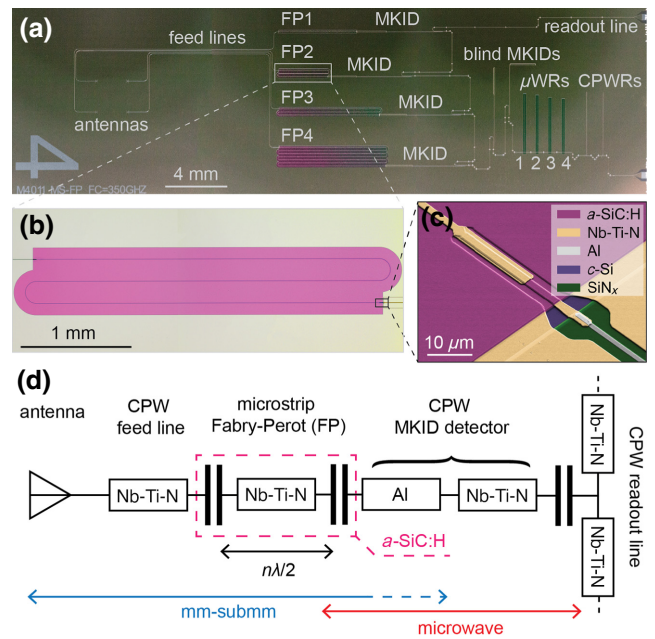 (a)
FP1
MKID
readout line
feed lines
FP2
MKID
blind MKIDs
µWRs
CPWRs
FP3
MKID
antennas
FP4
MKID
1 2 3 4
4
4 mm
M4011-MS-FP FC=350GHZ
(b)
1 mm
(c)
a-SiC:H
Nb-Ti-N
Al
c-Si
SiNx
10 µm
(d)
antenna
CPW
feed line
microstrip
Fabry-Perot (FP)
CPW
MKID detector
Nb-Ti-N
Nb-Ti-N
Al
Nb-Ti-N
Nb-Ti-N
Nb-Ti-N
CPW readout line
a-SiC:H
nλ/2
mm-submm
microwave